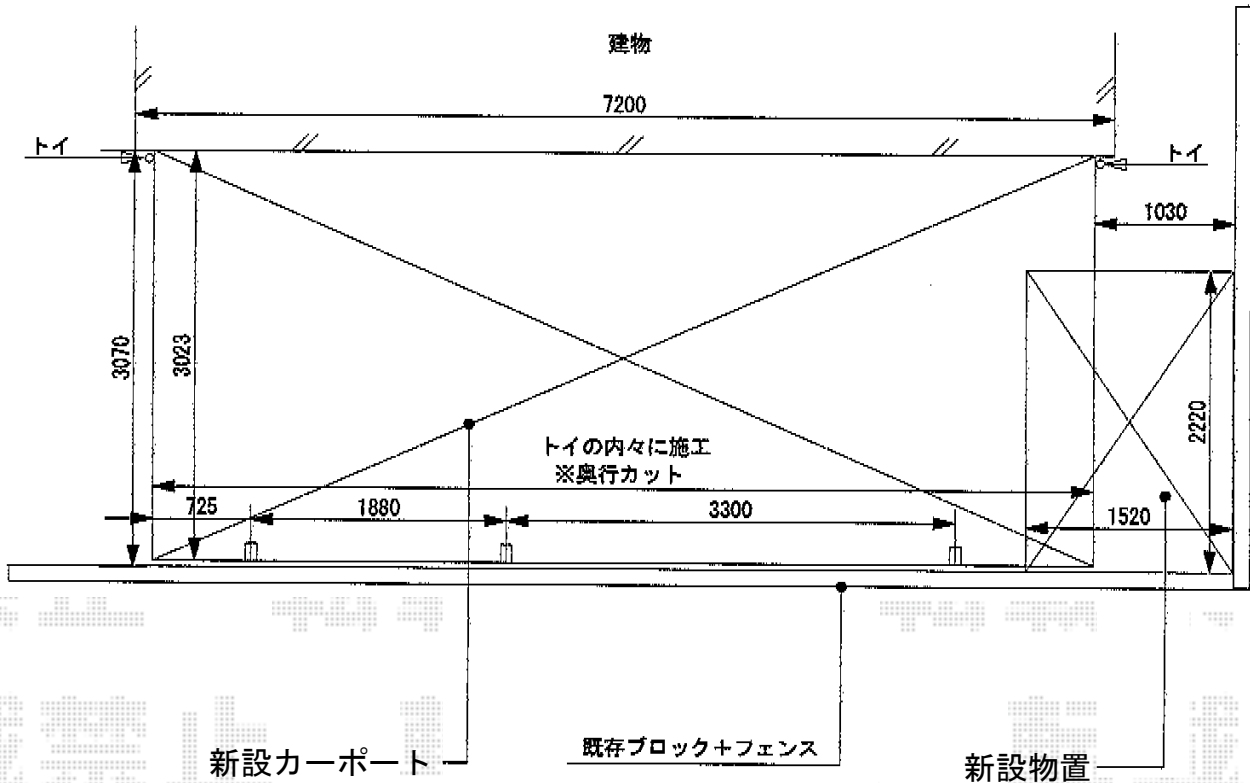 建物
7200
トイ
トイ
1030
3070
3023
2220
トイの内々に施工
※奥行カット
725
1880
3300
1520
新設カーポート
既存ブロック+フェンス
新設物置